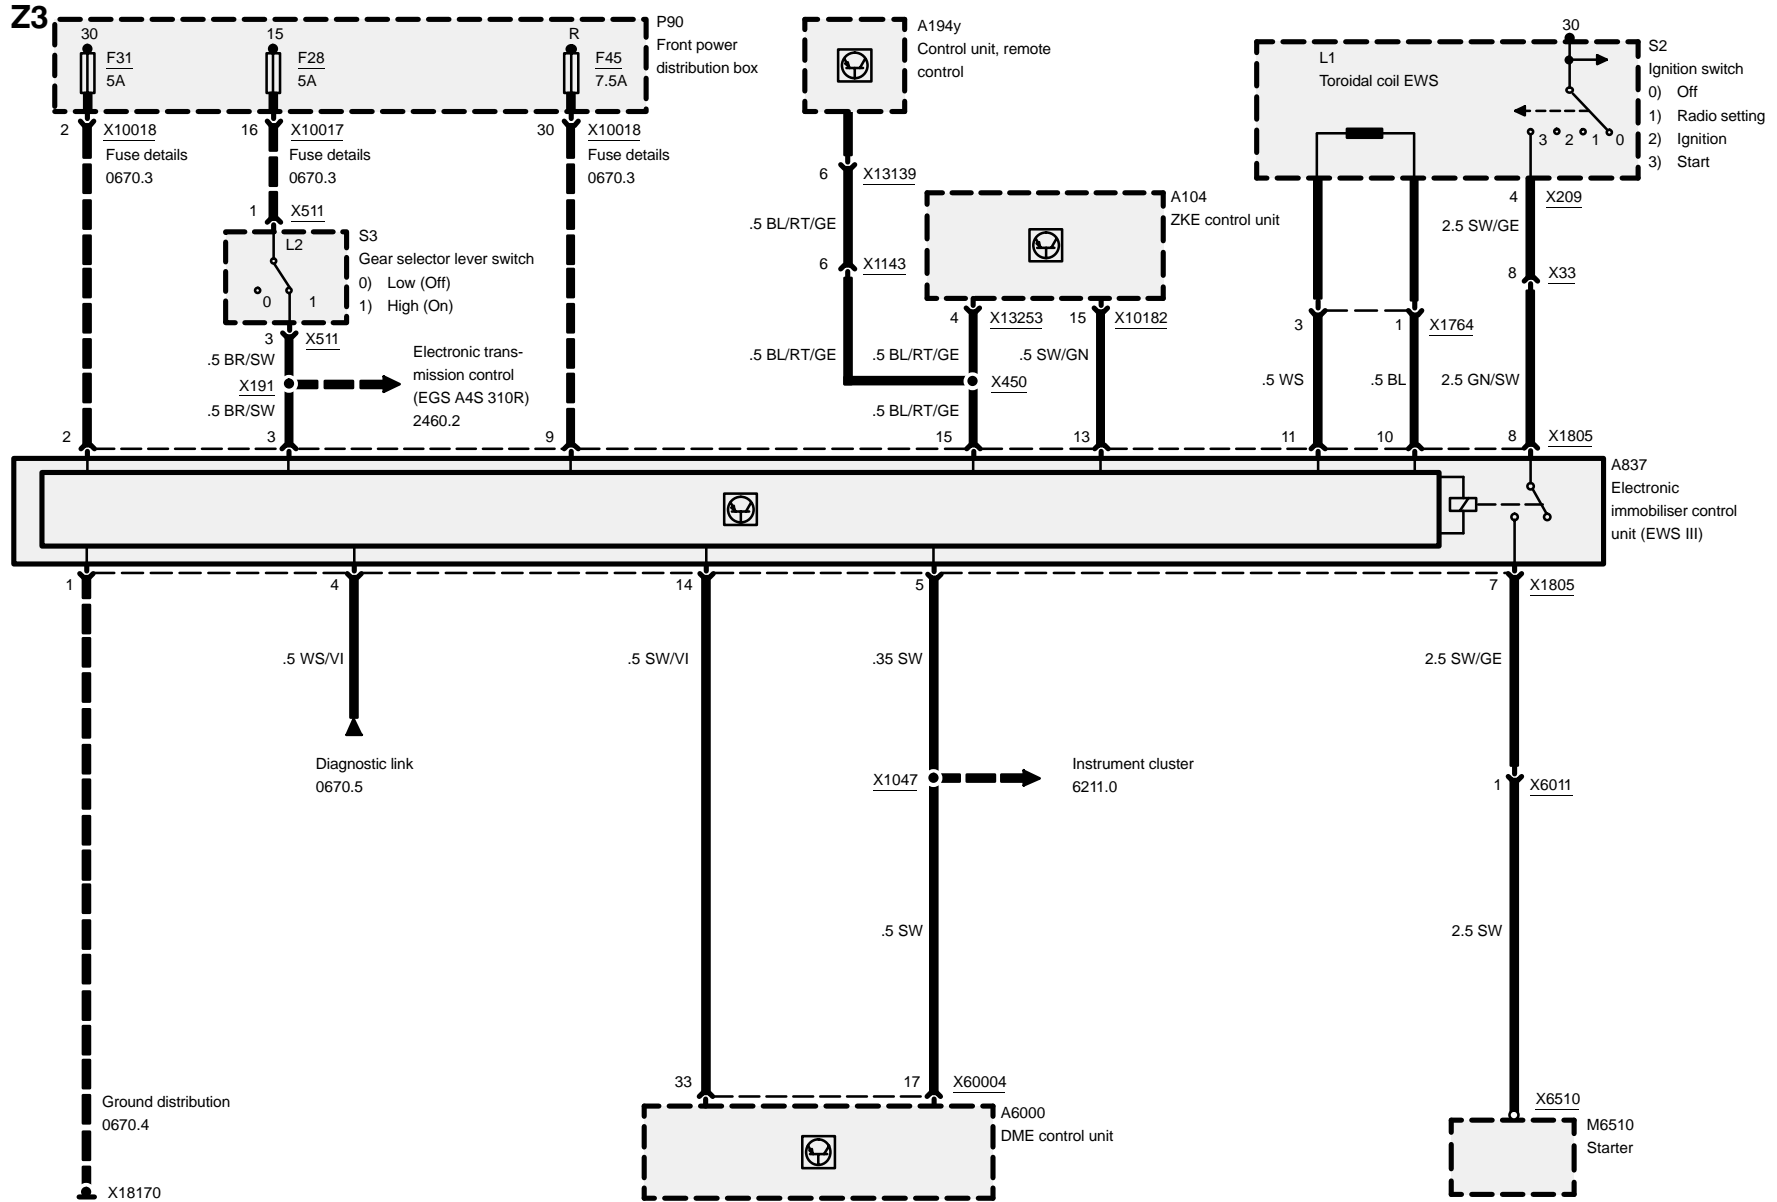 Z3
30
15
R
P90
Front power
distribution box
F31
5A
F28
5A
F45
7.5A
A194y
Control unit, remote
control
L1
Toroidal coil EWS
30
3 2 1 0
S2
Ignition switch
0) Off
1) Radio setting
2) Ignition
3) Start
2
X10018
Fuse details
0670.3
16
X10017
Fuse details
0670.3
30
X10018
Fuse details
0670.3
1
X511
L2
0
1
S3
Gear selector lever switch
0) Low (Off)
1) High (On)
3
X511
.5 BR/SW
X191
.5 BR/SW
Electronic trans-
mission control
(EGS A4S 310R)
2460.2
6
X13139
.5 BL/RT/GE
6
X1143
.5 BL/RT/GE
A104
ZKE control unit
4
X13253
15
X10182
.5 BL/RT/GE
.5 SW/GN
X450
.5 BL/RT/GE
3
1
X1764
.5 WS
.5 BL
4
X209
2.5 SW/GE
8
X33
2.5 GN/SW
2
3
9
15
13
11
10
8
X1805
A837
Electronic
immobiliser control
unit (EWS III)
1
4
14
5
7
X1805
.5 WS/VI
.5 SW/VI
.35 SW
2.5 SW/GE
Diagnostic link
0670.5
X1047
Instrument cluster
6211.0
1
X6011
.5 SW
2.5 SW
33
17
X60004
A6000
DME control unit
X6510
M6510
Starter
Ground distribution
0670.4
X18170